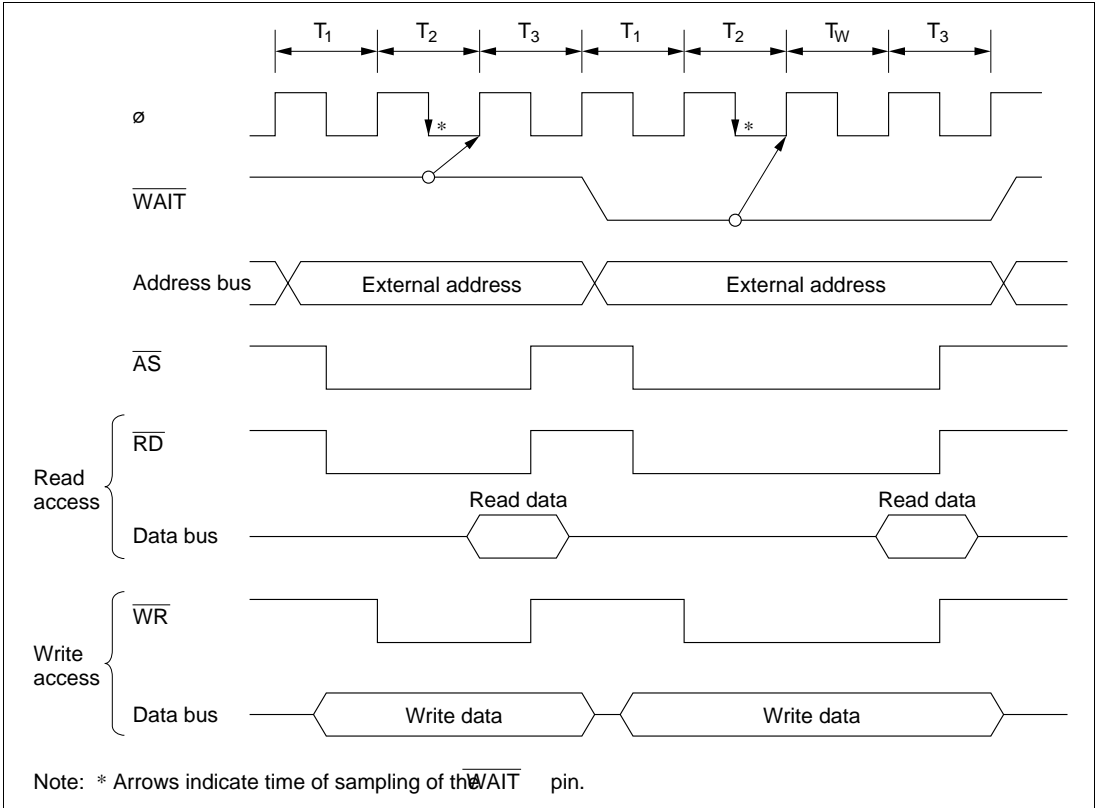 T1 T2 T3 T1 T2 TW T3
ø
*
*
WAIT
Address bus
External address
External address
AS
Read access
RD
Read data
Read data
Data bus
Write access
WR
Data bus
Write data
Write data
Note: * Arrows indicate time of sampling of the WAIT pin.